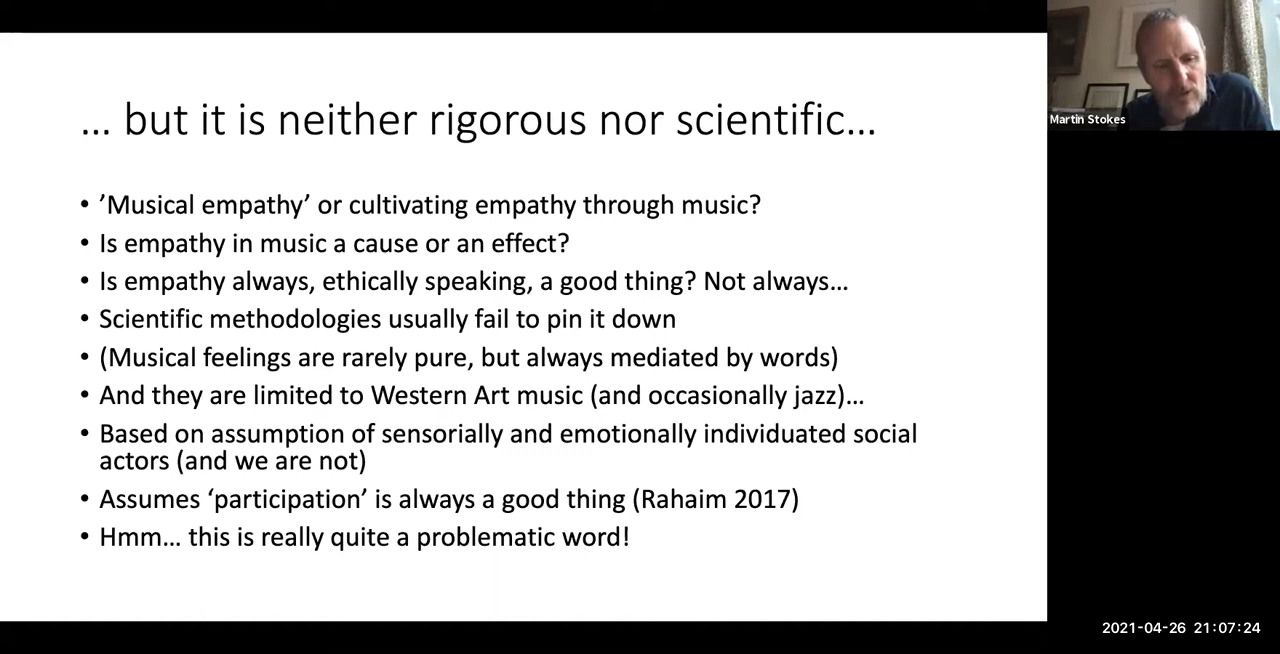 ... but it is neither rigorous nor scientific...
Martin Stokes
• ’Musical empathy’ or cultivating empathy through music?
• Is empathy in music a cause or an effect?
• Is empathy always, ethically speaking, a good thing? Not always...
• Scientific methodologies usually fail to pin it down
• (Musical feelings are rarely pure, but always mediated by words)
• And they are limited to Western Art music (and occasionally jazz)...
• Based on assumption of sensorially and emotionally individuated social
actors (and we are not)
• Assumes ‘participation’ is always a good thing (Rahaim 2017)
• Hmm... this is really quite a problematic word!
2021-04-26 21:07:24